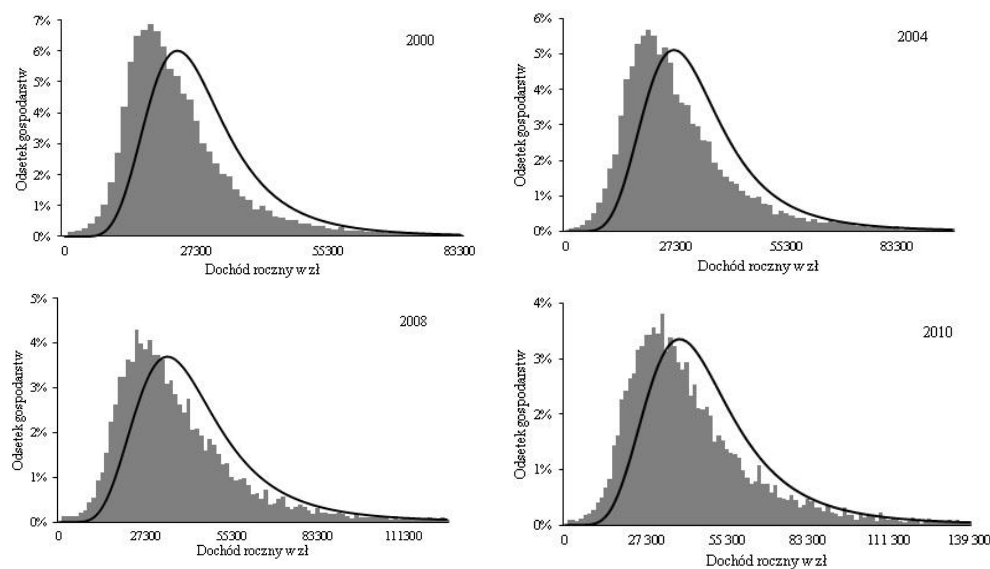 2000
7%
6%
5%
4%
3%
2%
1%
0%
Odsetek gospodarstw
0 27300 55300 83300
Dochód roczny w zł
2004
6%
5%
4%
3%
2%
1%
0%
Odsetek gospodarstw
0 27300 55300 83300
Dochód roczny w zł
2008
5%
4%
3%
2%
1%
0%
Odsetek gospodarstw
0 27300 55300 111300
Dochód roczny w zł
2010
4%
3%
2%
1%
0%
Odsetek gospodarstw
0 27 300 55 300 83 300 111 300 139 300
Dochód roczny w zł